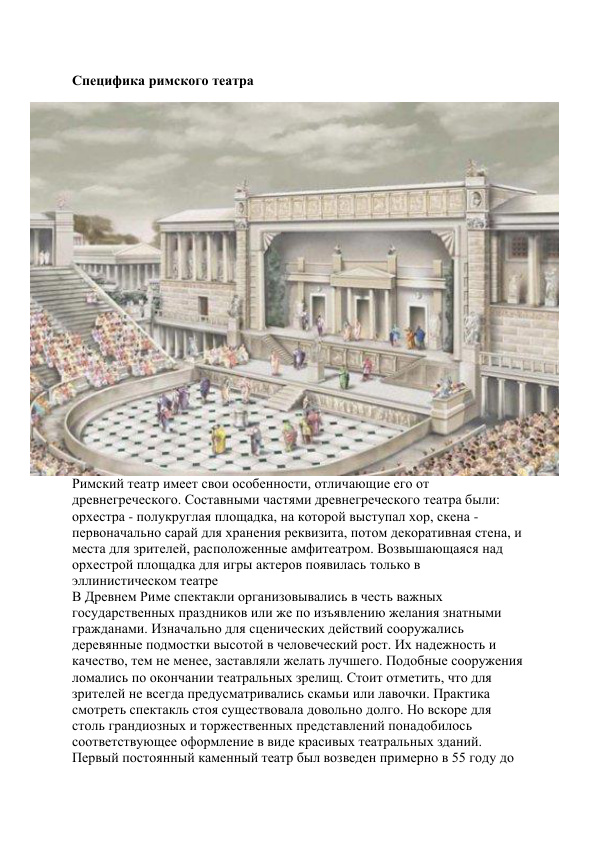 Специфика римского театра
Римский театр имеет свои особенности, отличающие его от
древнегреческого. Составными частями древнегреческого театра были:
орхестра - полукруглая площадка, на которой выступал хор, скена -
первоначально сарай для хранения реквизита, потом декоративная стена, и
места для зрителей, расположенные амфитеатром. Возвышающаяся над
орхестрой площадка для игры актеров появилась только в
эллинистическом театре
В Древнем Риме спектакли организовывались в честь важных
государственных праздников или же по изъявлению желания знатными
гражданами. Изначально для сценических действий сооружались
деревянные подмостки высотой в человеческий рост. Их надежность и
качество, тем не менее, заставляли желать лучшего. Подобные сооружения
ломались по окончании театральных зрелищ. Стоит отметить, что для
зрителей не всегда предусматривались скамьи или лавочки. Практика
смотреть спектакль стоя существовала довольно долго. Но вскоре для
столь грандиозных и торжественных представлений понадобилось
соответствующее оформление в виде красивых театральных зданий.
Первый постоянный каменный театр был возведен примерно в 55 году до